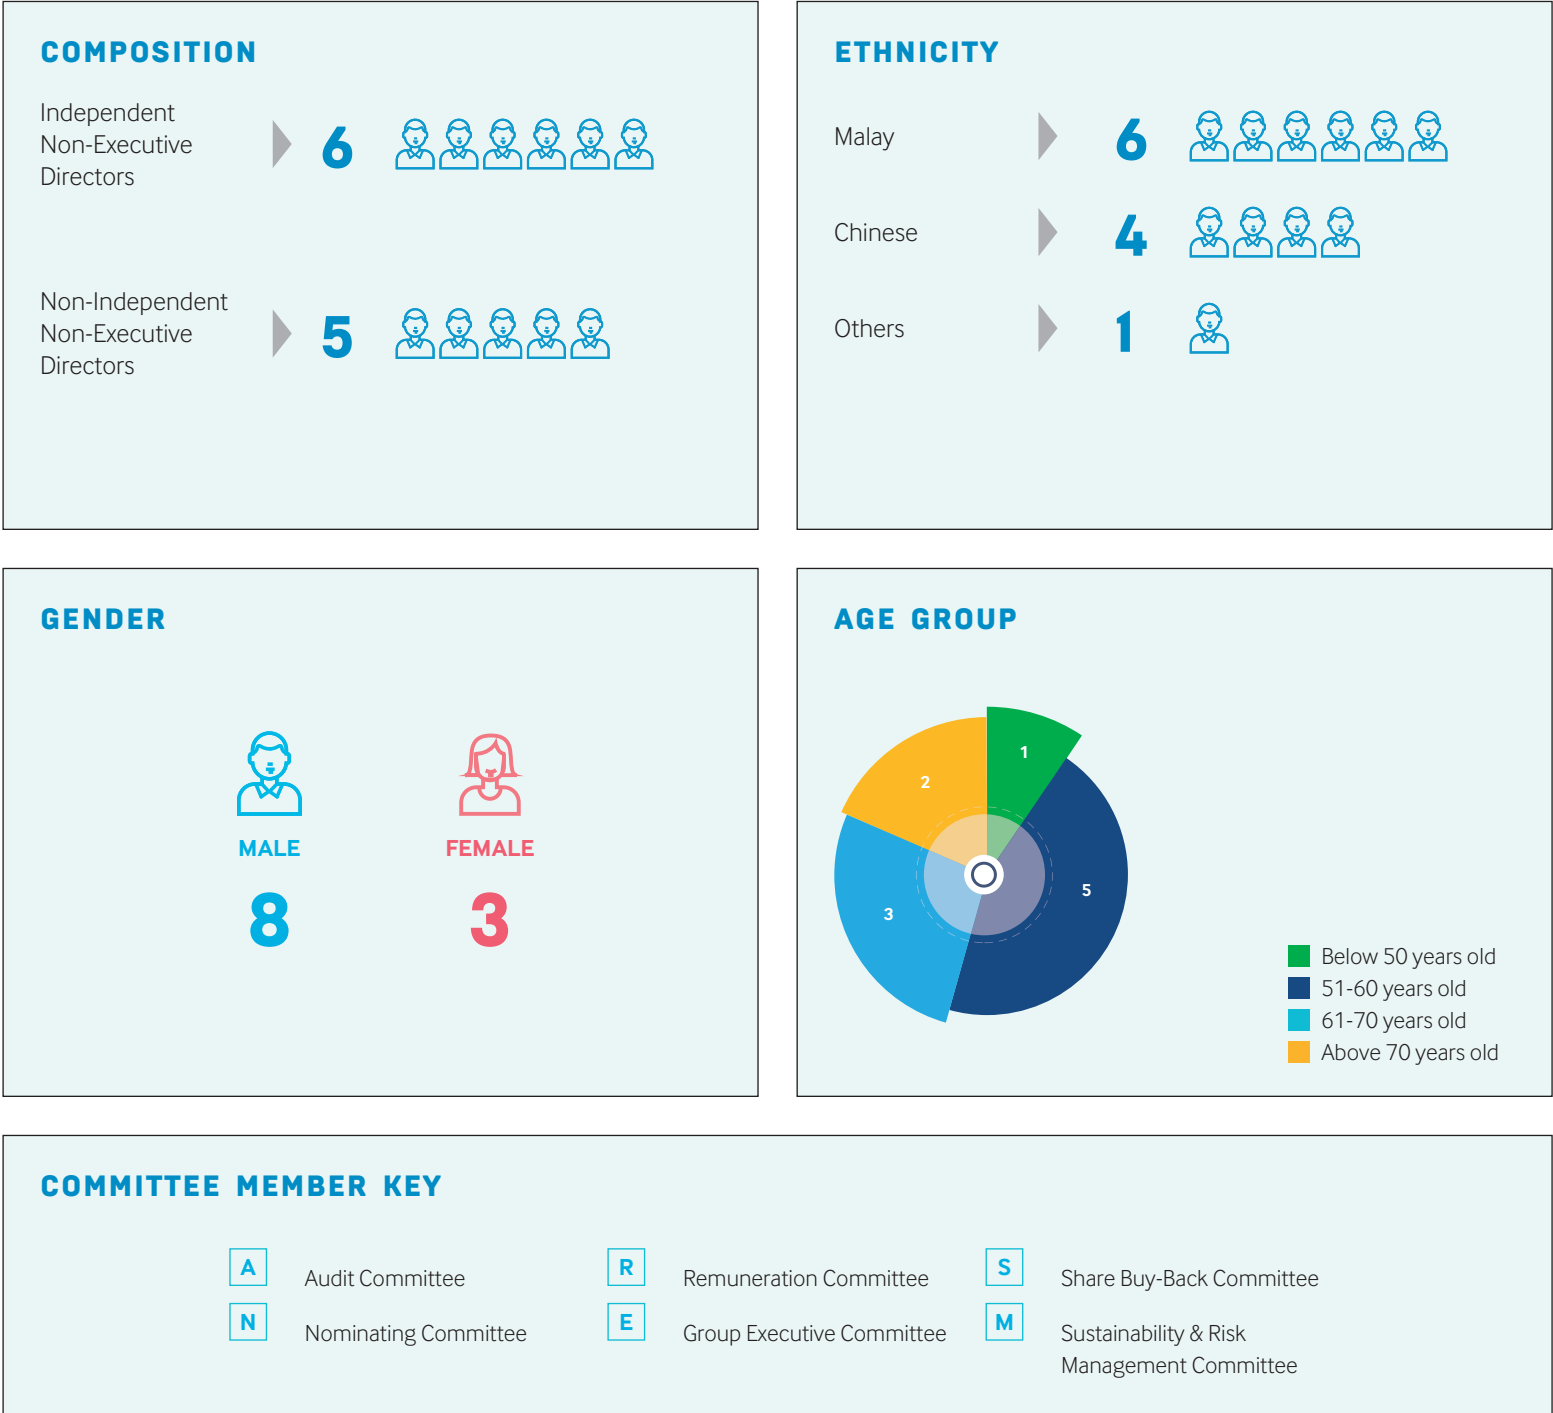 COMPOSITION
Independent
Non-Executive
Directors
6
Non-Independent
Non-Executive
Directors
5
ETHNICITY
Malay
6
Chinese
4
Others
1
GENDER
MALE
8
FEMALE
3
AGE GROUP
1
2
5
3
Below 50 years old
51-60 years old
61-70 years old
Above 70 years old
COMMITTEE MEMBER KEY
A Audit Committee
N Nominating Committee
R Remuneration Committee
E Group Executive Committee
S Share Buy-Back Committee
M Sustainability & Risk
Management Committee